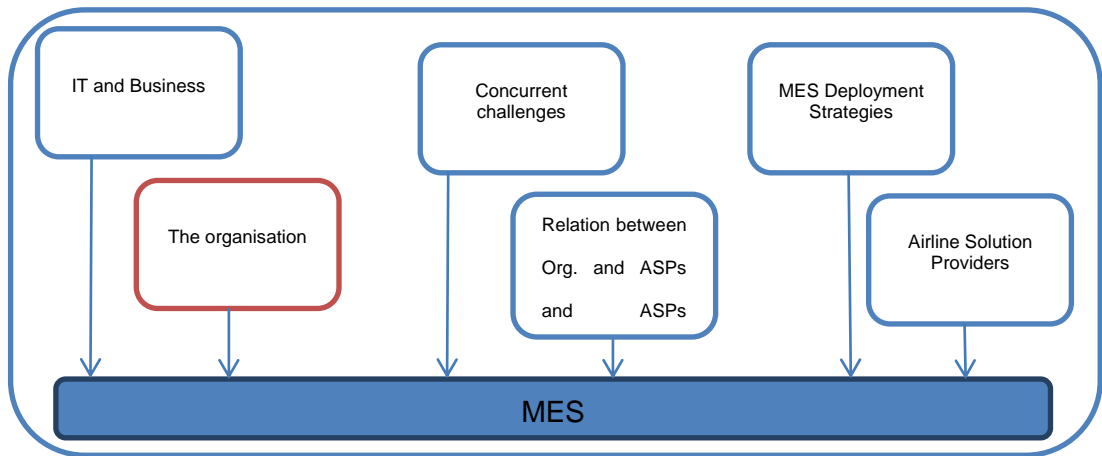 IT and Business
Concurrent
challenges
MES Deployment
Strategies
The organisation
Relation between
Org. and ASPs
and ASPs
Airline Solution
Providers
MES